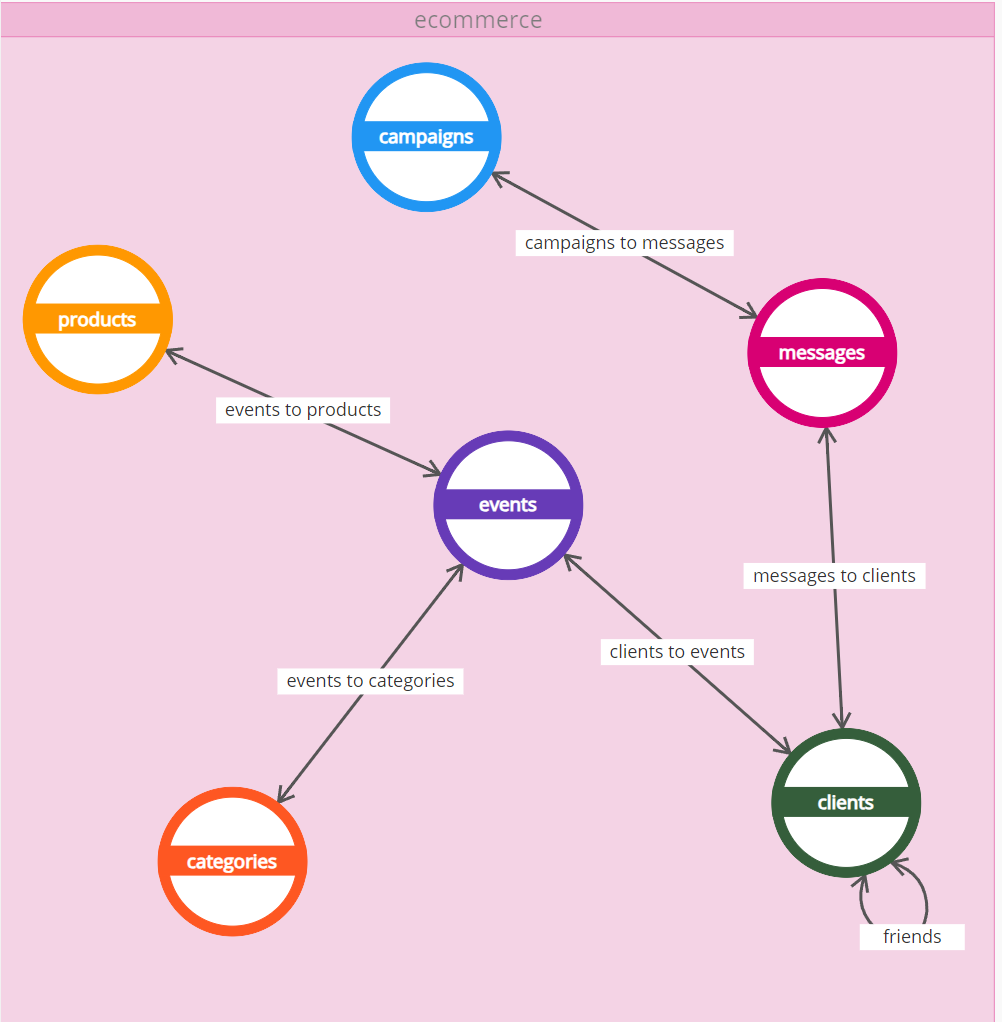 ecommerce
campaigns
campaigns to messages
products
messages
events to products
events
messages to clients
clients to events
events to categories
clients
categories
friends